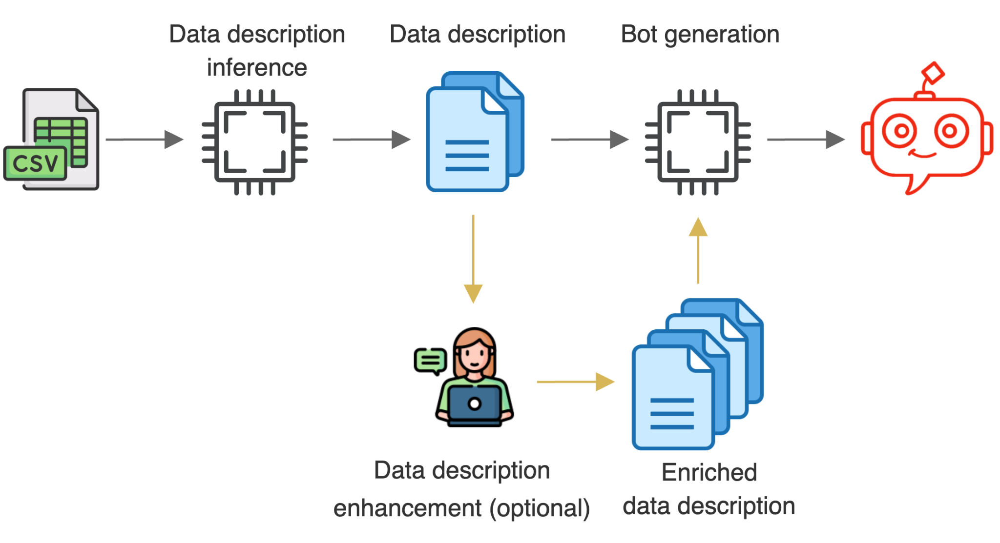 Data description
inference
Data description
Bot generation
CSV
Data description
enhancement (optional)
Enriched
data description